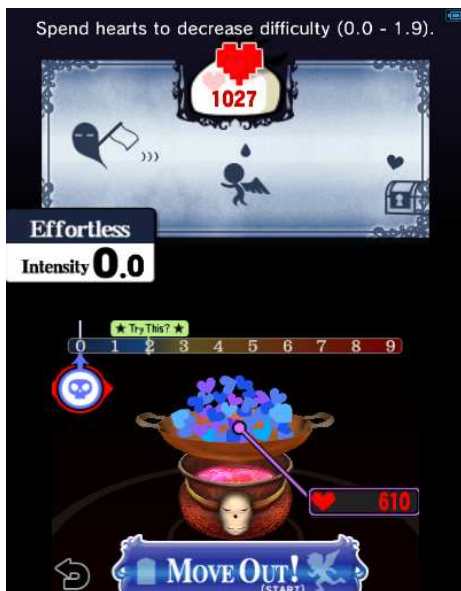 Spend hearts to decrease difficulty (0.0 - 1.9).
1027
)))
Effortless
Intensity 0.0
★ Try This? ★
0 1 2 3 4 5 6 7 8 9
610
MOVE OUT!
(START)